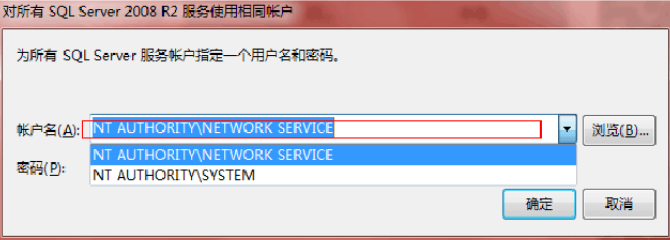 对所有 SQL Server 2008 R2 服务使用相同帐户
为所有 SQL Server 服务帐户指定一个用户名和密码。
帐户名(A): NT AUTHORITY\NETWORK SERVICE 浏览(B)...
NT AUTHORITY\NETWORK SERVICE
密码(P):
NT AUTHORITY\SYSTEM
确定 取消